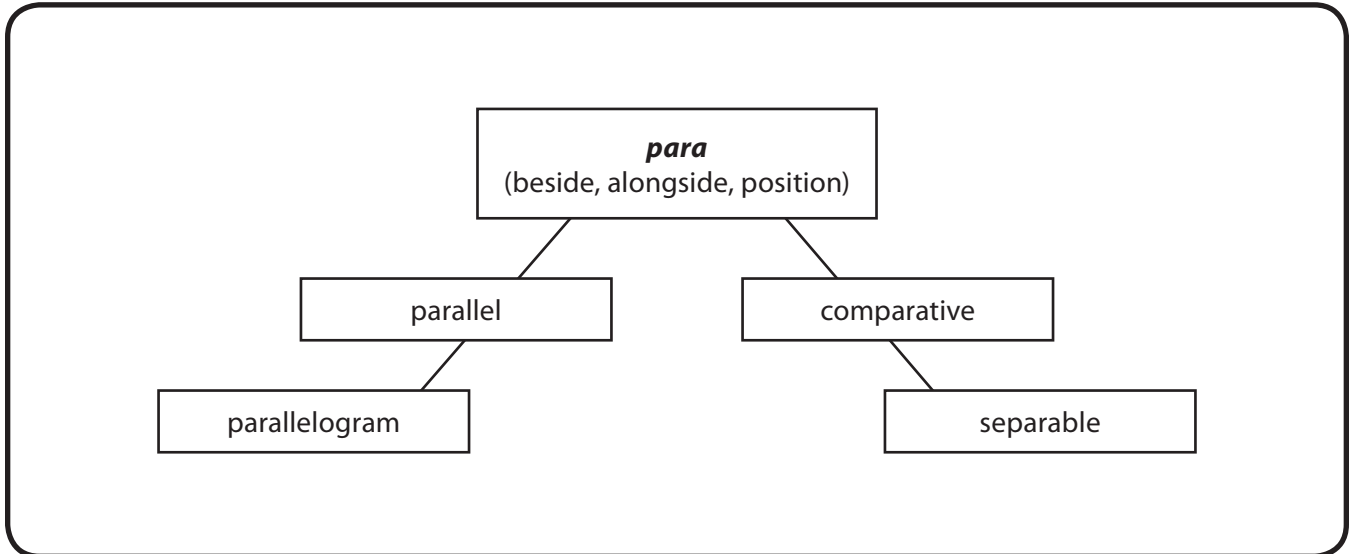 para
(beside, alongside, position)
parallel
comparative
parallelogram
separable